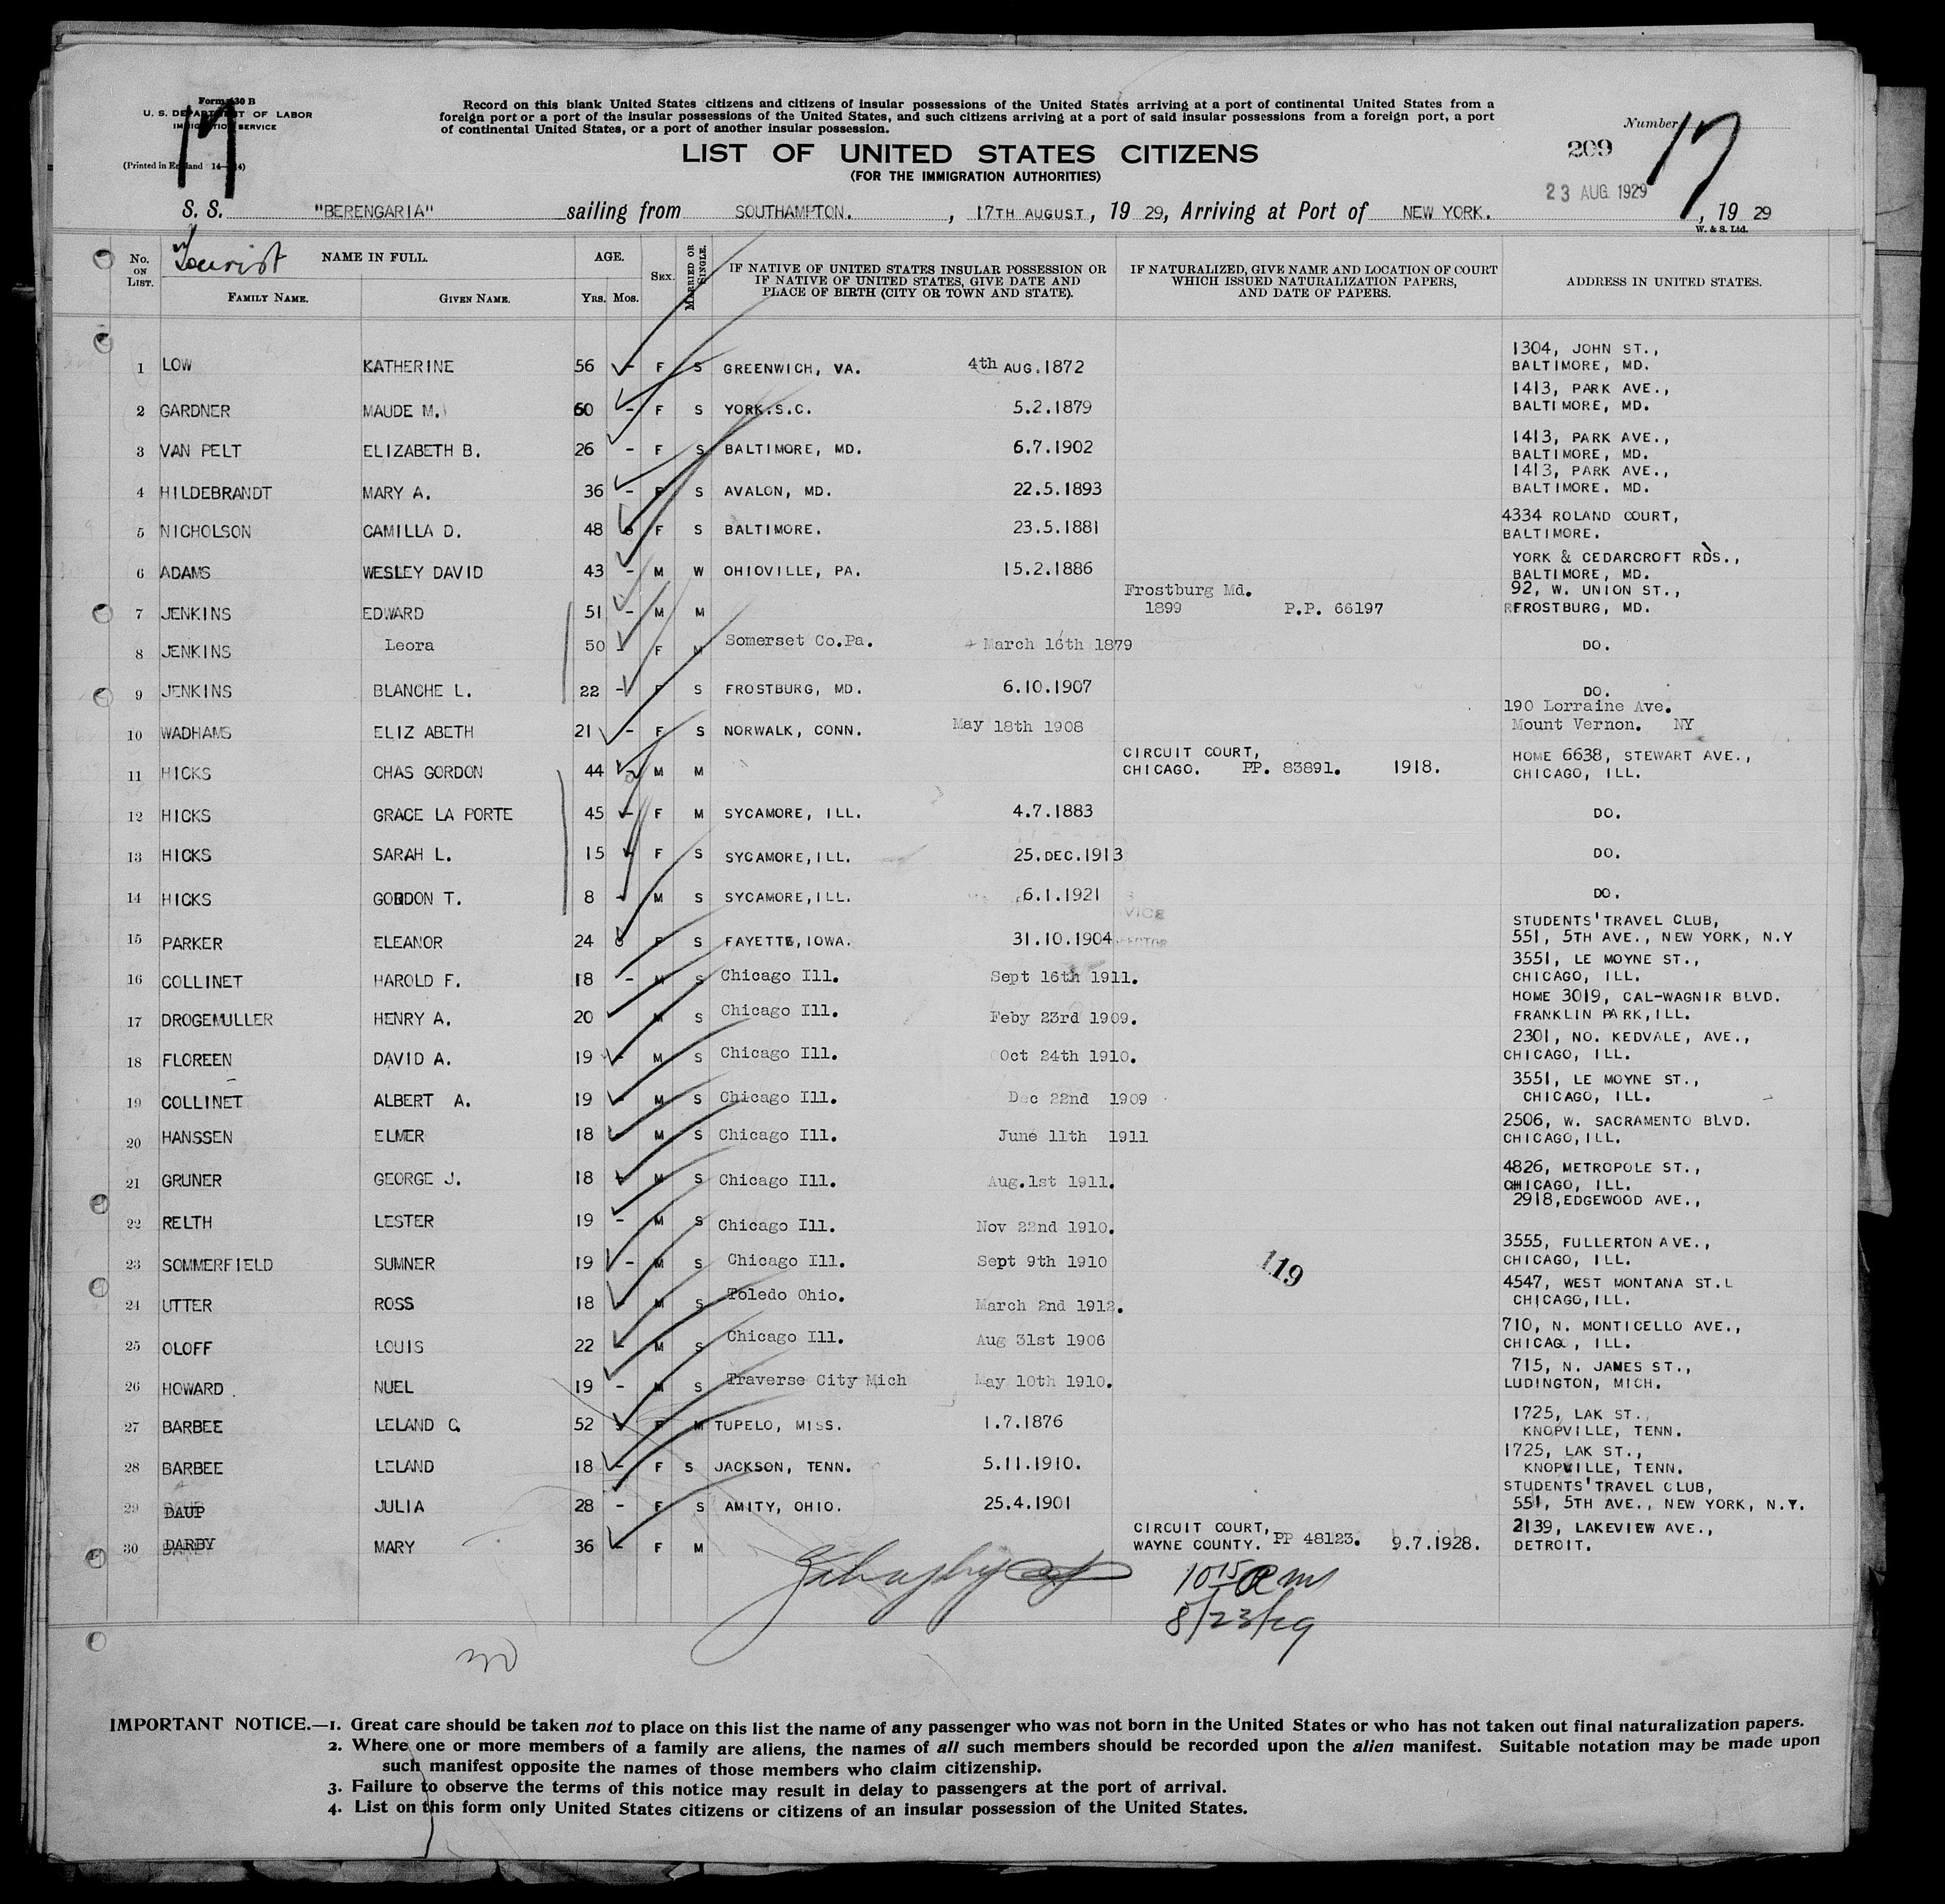 Form 630 B
U. S. DEPARTMENT OF LABOR
IMMIGRATION SERVICE
(Printed in England 14-
17
Record on this blank United States citizens and citizens of insular possessions of the United States arriving at a port of continental United States from a
foreign port or a port of the insular possessions of the United States, and such citizens arriving at a port of said insular possessions from a foreign port, a port
of continental United States, or a port of another insular possession.
LIST OF UNITED STATES CITIZENS
(FOR THE IMMIGRATION AUTHORITIES)
Number 17
209
23 AUG 1929
S. S. "BERENGARIA" sailing from SOUTHAMPTON. , 17TH AUGUST, 19 29, Arriving at Port of NEW YORK. , 19 29
W. & S. Ltd.
Tourist
No. ON LIST. NAME IN FULL. FAMILY NAME. GIVEN NAME. AGE. Yrs. Mos. SEX. MARRIED OR SINGLE. IF NATIVE OF UNITED STATES INSULAR POSSESSION OR IF NATIVE OF UNITED STATES, GIVE DATE AND PLACE OF BIRTH (CITY OR TOWN AND STATE). IF NATURALIZED, GIVE NAME AND LOCATION OF COURT WHICH ISSUED NATURALIZATION PAPERS, AND DATE OF PAPERS. ADDRESS IN UNITED STATES.
1 LOW KATHERINE 56 - F S GREENWICH, VA. 4th AUG.1872 1304, JOHN ST., BALTIMORE, MD.
2 GARDNER MAUDE M. 50 - F S YORK.S.C. 5.2.1879 1413, PARK AVE., BALTIMORE, MD.
3 VAN PELT ELIZABETH B. 26 - F S BALTIMORE, MD. 6.7.1902 1413, PARK AVE., BALTIMORE, MD.
4 HILDEBRANDT MARY A. 36 - F S AVALON, MD. 22.5.1893 1413, PARK AVE., BALTIMORE. MD.
5 NICHOLSON CAMILLA D. 48 F S BALTIMORE. 23.5.1881 4334 ROLAND COURT, BALTIMORE.
6 ADAMS WESLEY DAVID 43 - M W OHIOVILLE, PA. 15.2.1886 YORK & CEDARCROFT RDS., BALTIMORE, MD.
7 JENKINS EDWARD 51 - M M Frostburg Md. 1899 P.P. 66197 92, W. UNION ST., FROSTBURG, MD.
8 JENKINS Leora 50 - F M Somerset Co.Pa. March 16th 1879 DO.
9 JENKINS BLANCHE L. 22 - F S FROSTBURG, MD. 6.10.1907 DO.
10 WADHAMS ELIZ ABETH 21 - F S NORWALK, CONN. May 18th 1908 190 Lorraine Ave. Mount Vernon. NY
11 HICKS CHAS GORDON 44 M M CIRCUIT COURT, CHICAGO. PP. 83891. 1918. HOME 6638, STEWART AVE., CHICAGO, ILL.
12 HICKS GRACE LA PORTE 45 - F M SYCAMORE, ILL. 4.7.1883 DO.
13 HICKS SARAH L. 15 - F S SYCAMORE,ILL. 25.DEC.1913 DO.
14 HICKS GORDON T. 8 - M S SYCAMORE,ILL. 6.1.1921 DO.
15 PARKER ELEANOR 24 F S FAYETTE,IOWA. 31.10.1904 STUDENTS'TRAVEL CLUB, 551, 5TH AVE., NEW YORK, N.Y
16 COLLINET HAROLD F. 18 - M S Chicago Ill. Sept 16th 1911. 3551, LE MOYNE ST., CHICAGO, ILL.
17 DROGEMULLER HENRY A. 20 M S Chicago Ill. Feby 23rd 1909. HOME 3019, CAL-WAGNIR BLVD. FRANKLIN PARK,ILL.
18 FLOREEN DAVID A. 19 - M S Chicago Ill. Oct 24th 1910. 2301, NO. KEDVALE, AVE., CHICAGO, ILL.
19 COLLINET ALBERT A. 19 - M S Chicago Ill. Dec 22nd 1909 3551, LE MOYNE ST., CHICAGO, ILL.
20 HANSSEN ELMER 18 - M S Chicago Ill. June 11th 1911 2506, W. SACRAMENTO BLVD. CHICAGO,ILL.
21 GRUNER GEORGE J. 18 - M S Chicago Ill. Aug.1st 1911. 4826, METROPOLE ST., CHICAGO, ILL.
22 RELTH LESTER 19 - M S Chicago Ill. Nov 22nd 1910. 2918,EDGEWOOD AVE.,
23 SOMMERFIELD SUMNER 19 - M S Chicago Ill. Sept 9th 1910 3555, FULLERTON AVE., CHICAGO, ILL.
119
24 UTTER ROSS 18 - M S Toledo Ohio. March 2nd 1912. 4547, WEST MONTANA ST.L CHICAGO,ILL.
25 OLOFF LOUIS 22 - M S Chicago Ill. Aug 31st 1906 710, N. MONTICELLO AVE., CHICAG , ILL.
26 HOWARD. NUEL 19 - M S Traverse City Mich May 10th 1910. 715, N. JAMES ST., LUDINGTON, MICH.
27 BARBEE LELAND C. 52 - F M TUPELO, MISS. 1.7.1876 1725, LAK ST., KNOPVILLE, TENN.
28 BARBEE LELAND 18 - F S JACKSON, TENN. 5.11.1910. 1725, LAK ST., KNOPVILLE, TENN.
29 DAUP JULIA 28 - F S AMITY, OHIO. 25.4.1901 STUDENTS'TRAVEL CLUB, 551, 5TH AVE., NEW YORK, N.Y.
30 DARBY MARY 36 - F M CIRCUIT COURT, WAYNE COUNTY. PP 48123. 9.7.1928. 2139, LAKEVIEW AVE., DETROIT.
10 15 am
8/23/29
IMPORTANT NOTICE.—1. Great care should be taken not to place on this list the name of any passenger who was not born in the United States or who has not taken out final naturalization papers.
2. Where one or more members of a family are aliens, the names of all such members should be recorded upon the alien manifest. Suitable notation may be made upon
such manifest opposite the names of those members who claim citizenship.
3. Failure to observe the terms of this notice may result in delay to passengers at the port of arrival.
4. List on this form only United States citizens or citizens of an insular possession of the United States.